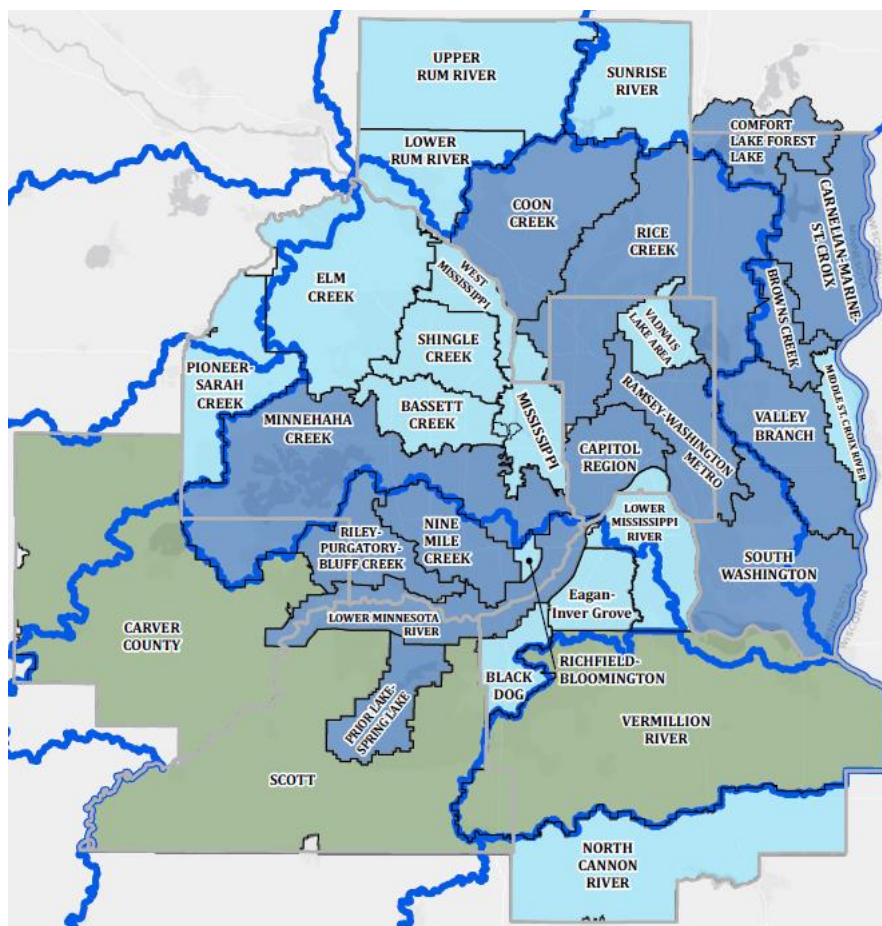 UPPER
RUM RIVER
SUNRISE
RIVER
COMFORT
LAKE FOREST
LAKE
LOWER
RUM RIVER
CARNELIAN-MARINE-
ST. CROIX
COON
CREEK
RICE
CREEK
WISCONSIN
MINNESOTA
ELM
CREEK
WEST
MISSISSIPPI
BROWNS CREEK
VADNAIS
LAKE AREA
SHINGLE
CREEK
PIONEER-
SARAH
CREEK
MINNEHAHA
CREEK
BASSETT
CREEK
MISSISSIPPI
RAMSEY-WASHINGTON
METRO
VALLEY
BRANCH
MIDDLE ST. CROIX RIVER
CAPITOL
REGION
LOWER
MISSISSIPPI
RIVER
NINE
MILE
CREEK
RILEY-
PURGATORY-
BLUFF CREEK
SOUTH
WASHINGTON
Eagan-
Inver Grove
MINNESOTA
WISCONSIN
LOWER MINNESOTA
RIVER
CARVER
COUNTY
BLACK
DOG
RICHFIELD-
BLOOMINGTON
PRIOR LAKE-
SPRING LAKE
VERMILLION
RIVER
SCOTT
NORTH
CANNON
RIVER